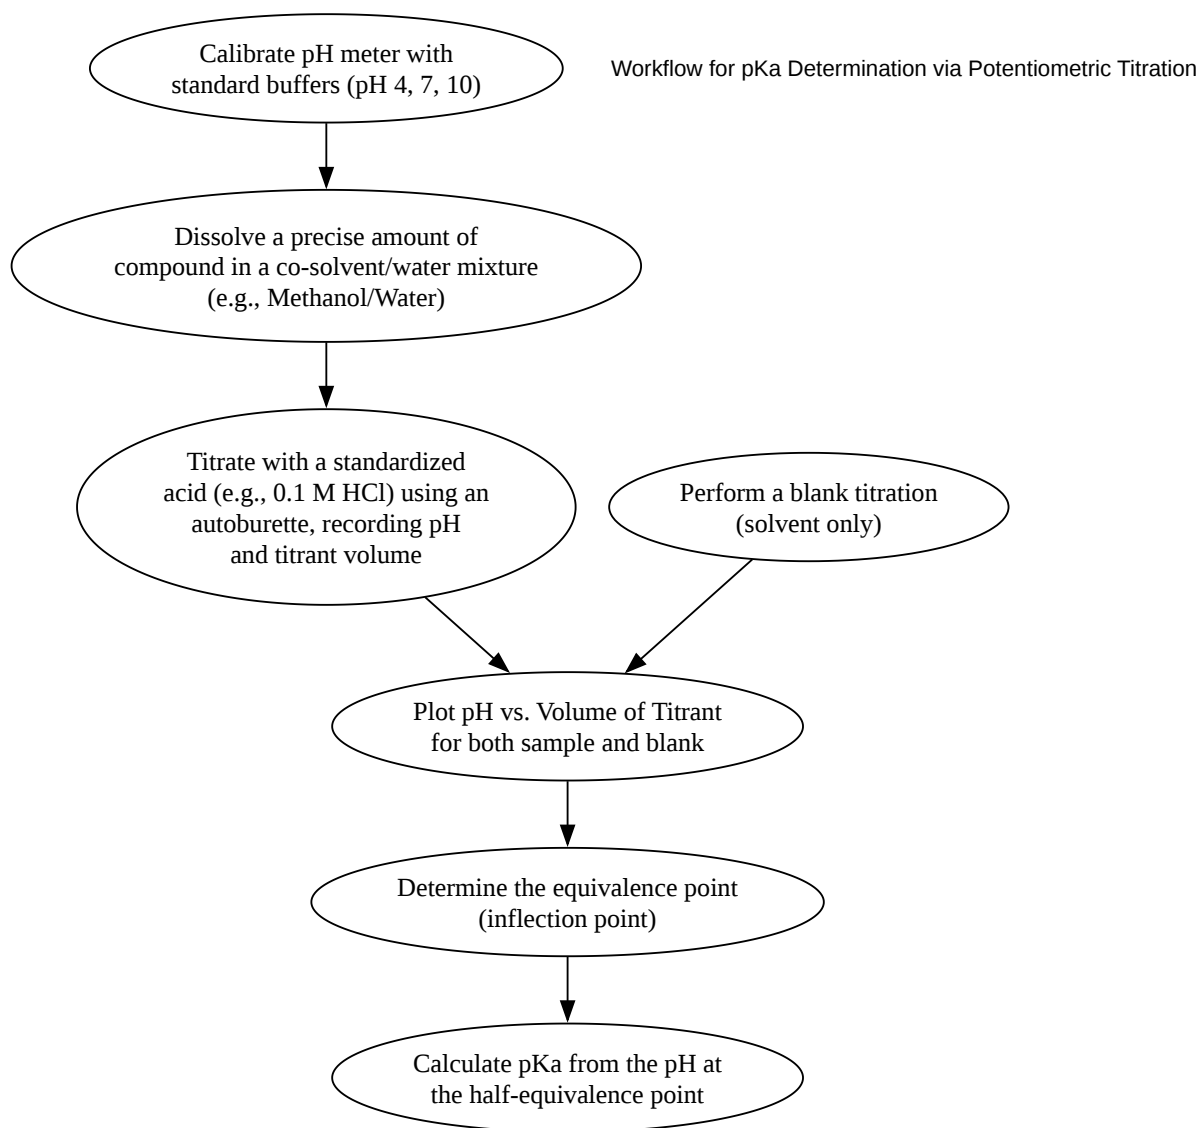 Calibrate pH meter with
standard buffers (pH 4, 7, 10)
Workflow for pKa Determination via Potentiometric Titration
Dissolve a precise amount of
compound in a co-solvent/water mixture
(e.g., Methanol/Water)
Titrate with a standardized
acid (e.g., 0.1 M HCl) using an
autoburette, recording pH
and titrant volume
Perform a blank titration
(solvent only)
Plot pH vs. Volume of Titrant
for both sample and blank
Determine the equivalence point
(inflection point)
Calculate pKa from the pH at
the half-equivalence point